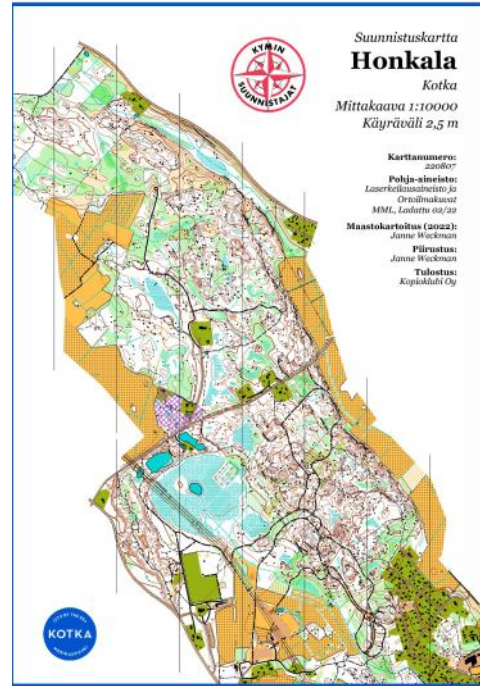 Suunnistuskartta
Honkala
Kotka
Mittakaava 1:10000
Käyräväli 2,5 m
KYMIN
SUUNNISTAJAT
Karttanumero:
220807
Pohja-aineisto:
Laserkeilausaineisto ja
Ortoilmakuvat
MML, Ladattu 02/22
Maastokartoitus (2022):
Janne Weckman
Piirustus:
Janne Weckman
Tulostus:
Kopioklubi Oy
KOTKA